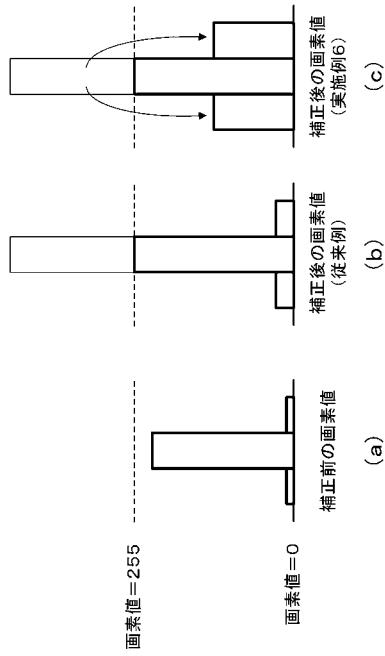 画素値＝255
画素値＝0
補正前の画素値
(a)
補正後の画素値
(従来例)
(b)
補正後の画素値
(実施例6)
(c)